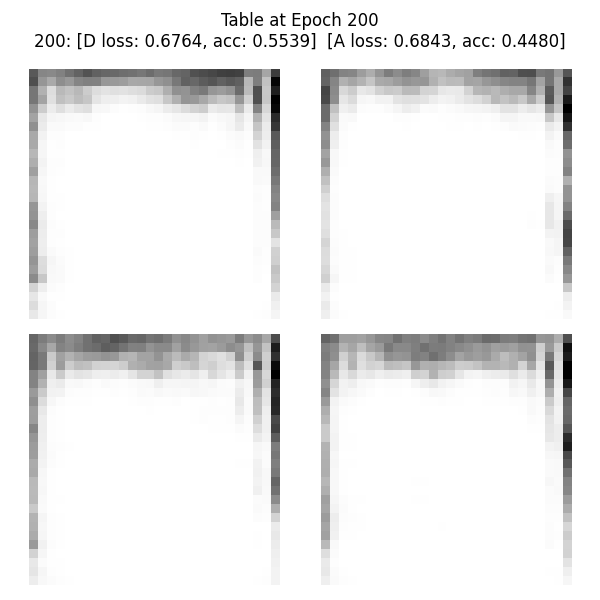 Table at Epoch 200
200: [D loss: 0.6764, acc: 0.5539]  [A loss: 0.6843, acc: 0.4480]